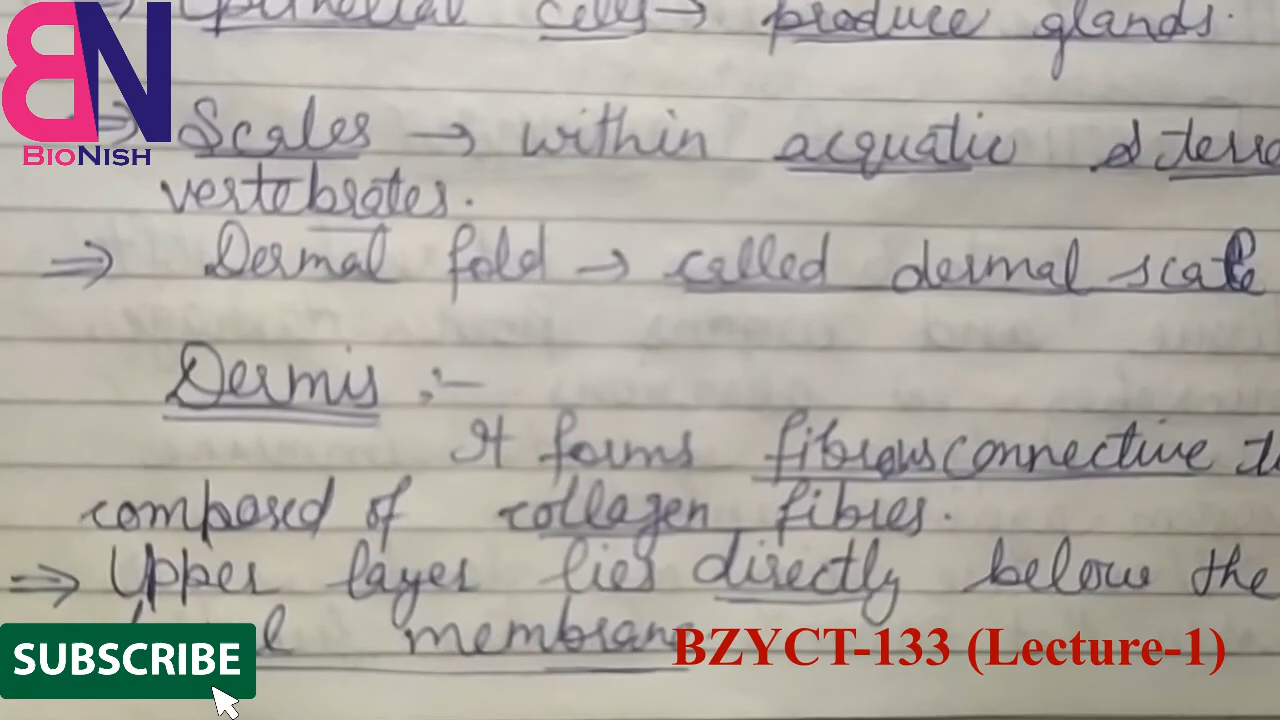 cells → produce glands.
⇒ Scales → within acquatic &
vertebrates.
⇒ Dermal fold → called dermal scale
Dermis :-
It forms fibrous connective
composed of collagen fibres.
⇒ Upper layer lies directly below the
membrane
BN
BIONISH
SUBSCRIBE
BZYCT-133 (Lecture-1)